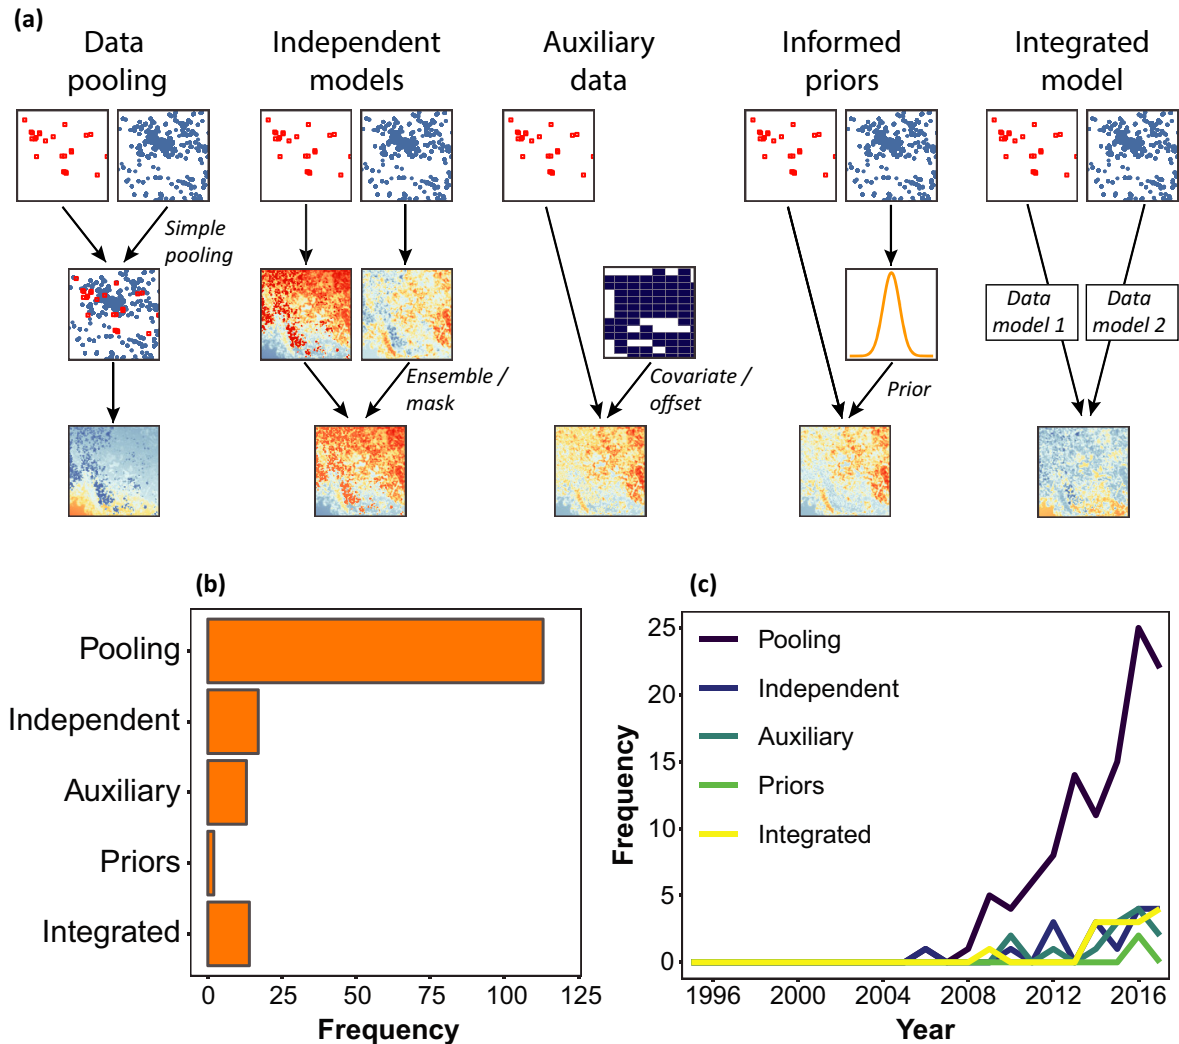 (a)
Data
pooling
Independent
models
Auxiliary
data
Informed
priors
Integrated
model
Simple
pooling
Ensemble /
mask
Covariate /
offset
Prior
Data
model 1
Data
model 2
(b)
Pooling
Independent
Auxiliary
Priors
Integrated
0 25 50 75 100 125
Frequency
(c)
25
20
15
10
5
0
Frequency
Pooling
Independent
Auxiliary
Priors
Integrated
1996 2000 2004 2008 2012 2016
Year